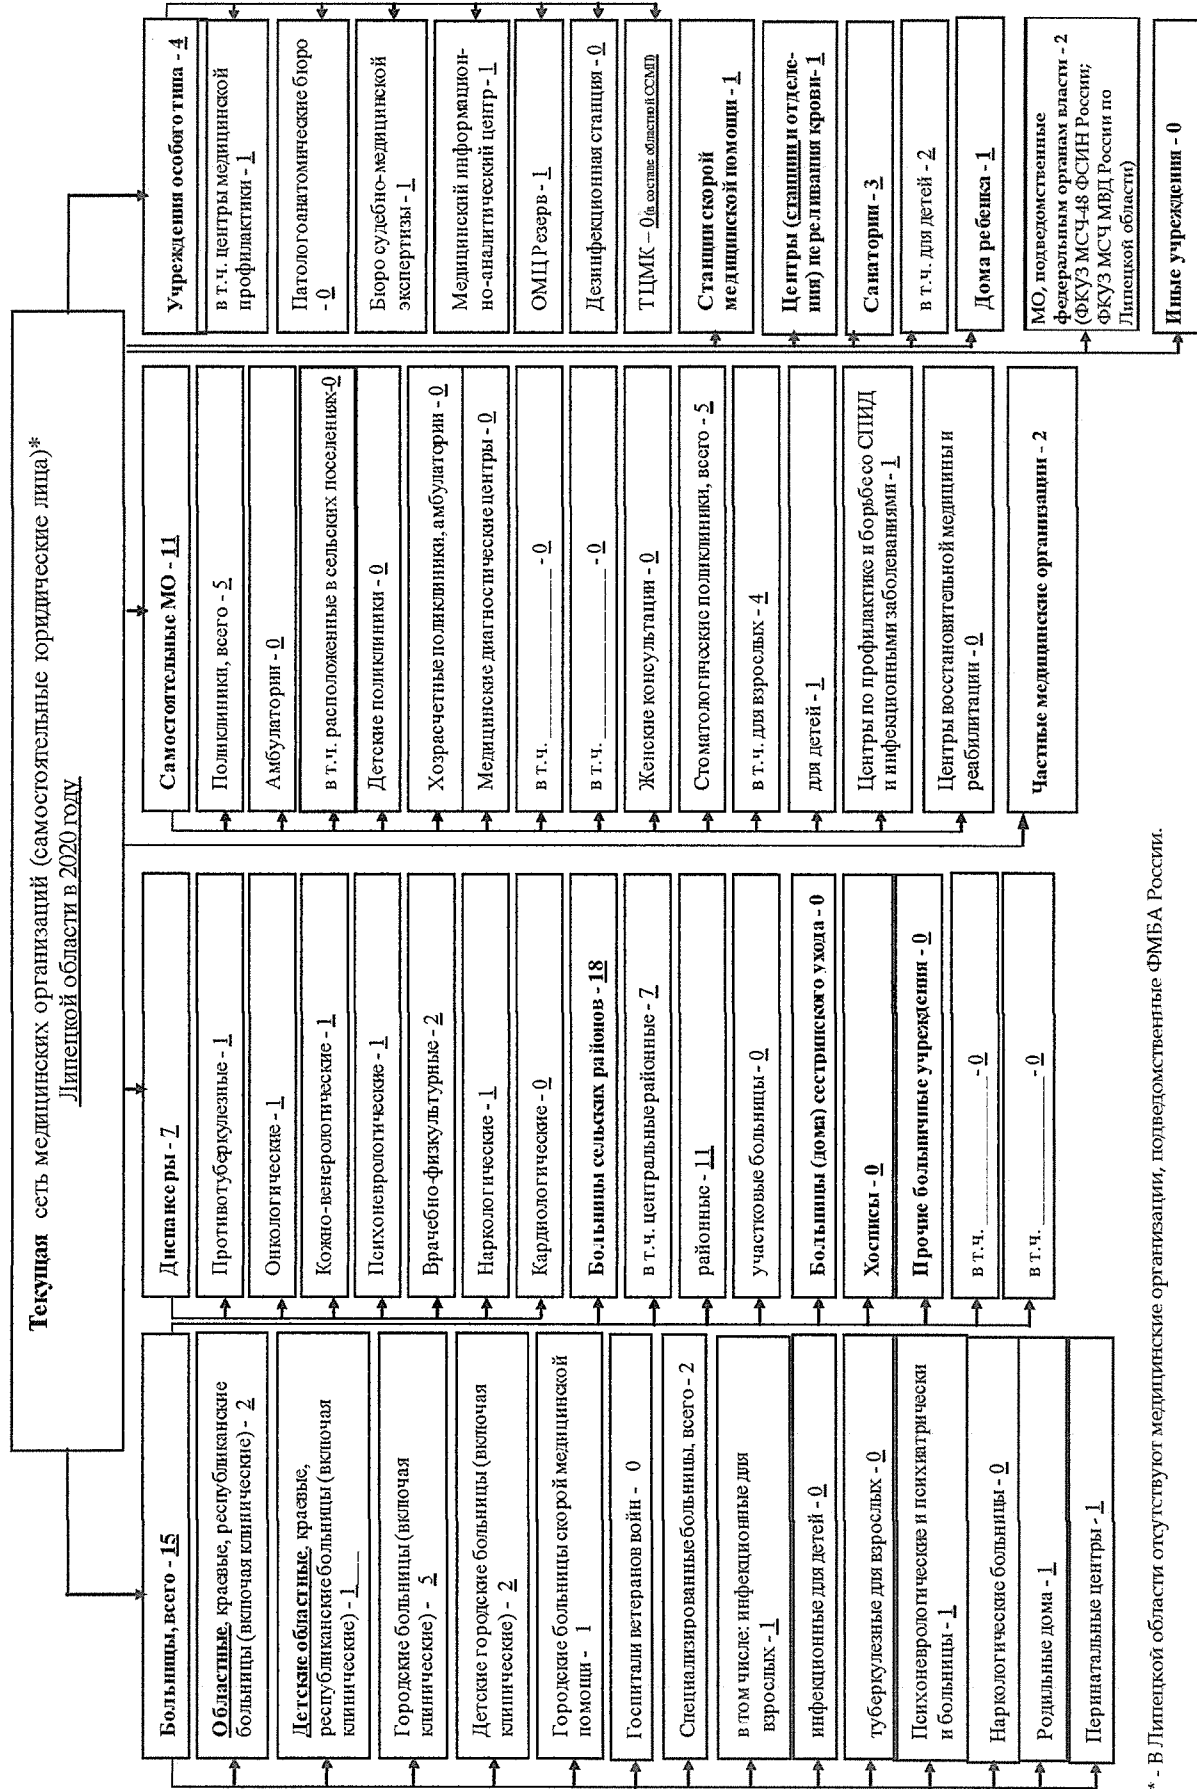 Текущая сеть медицинских организаций (самостоятельные юридические лица)*
Липецкой области в 2020 году
Больницы, всего - 15
Областные, краевые, республиканские
больницы (включая клинические) - 2
Детские областные, краевые,
республиканские больницы (включая
клинические) - 1
Городские больницы (включая
клинические) - 5
Детские городские больницы (включая
клинические) - 2
Городские больницы скорой медицинской
помощи - 1
Госпитали ветеранов войн - 0
Специализированные больницы, всего - 2
в том числе: инфекционные для
взрослых - 1
инфекционные для детей - 0
туберкулезные для взрослых - 0
Психоневрологические и психиатрически
и больницы - 1
Наркологические больницы - 0
Родильные дома - 1
Перинатальные центры - 1
Диспансеры - 7
Противотуберкулезные - 1
Онкологические - 1
Кожно-венерологические - 1
Психоневрологические - 1
Врачебно-физкультурные - 2
Наркологические - 1
Кардиологические - 0
Больницы сельских районов - 18
в т.ч. центральные районные - 7
районные - 11
участковые больницы - 0
Больницы (дома) сестринского ухода - 0
Хосписы - 0
Прочие больничные учреждения - 0
в т.ч. ____________ - 0
в т.ч. ____________ - 0
Самостоятельные МО - 11
Поликлиники, всего - 5
Амбулатории - 0
в т.ч. расположенные в сельских поселениях-0
Детские поликлиники - 0
Хозрасчетные поликлиники, амбулатории - 0
Медицинские диагностические центры - 0
в т.ч. ____________ - 0
в т.ч. ____________ - 0
Женские консультации - 0
Стоматологические поликлиники, всего - 5
в т.ч. для взрослых - 4
для детей - 1
Центры по профилактике и борьбе со СПИД
и инфекционными заболеваниями - 1
Центры восстановительной медицины и
реабилитации - 0
Частные медицинские организации - 2
Учреждения особого типа - 4
в т.ч. центры медицинской
профилактики - 1
Патологоанатомические бюро
- 0
Бюро судебно-медицинской
экспертизы - 1
Медицинский информацион-
но-аналитический центр - 1
ОМЦ Резерв - 1
Дезинфекционная станция - 0
ТЦМК – 0 (в составе областной ССМП)
Станции скорой
медицинской помощи - 1
Центры (станции и отделе-
ния) переливания крови- 1
Санатории - 3
в т.ч. для детей - 2
Дома ребенка - 1
МО, подведомственные
федеральным органам власти - 2
(ФКУЗ МСЧ-48 ФСИН России;
ФКУЗ МСЧ МВД России по
Липецкой области)
Иные учреждения - 0
* - В Липецкой области отсутствуют медицинские организации, подведомственные ФМБА России.